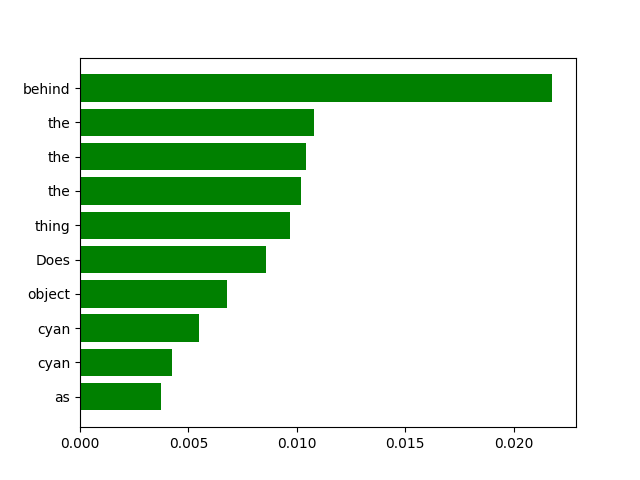 behind
the
the
the
thing
Does
object
cyan
cyan
as
0.000 0.005 0.010 0.015 0.020